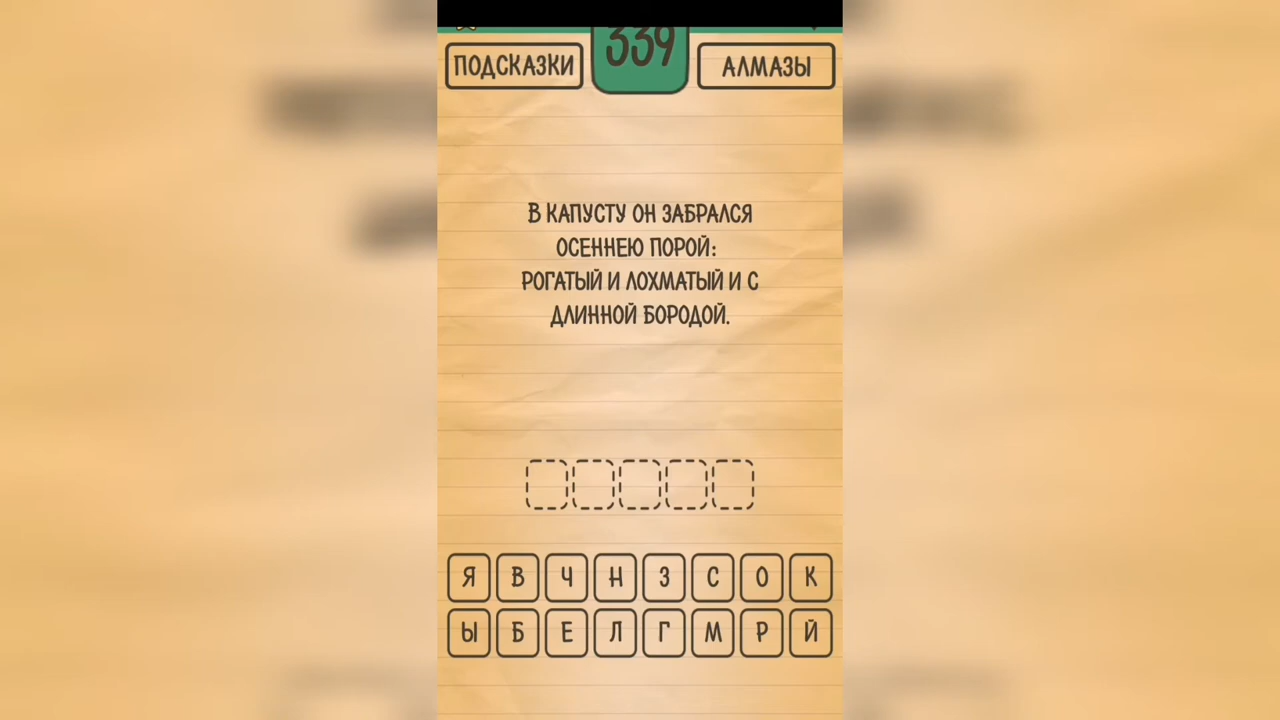 ПОДСКАЗКИ
339
АЛМАЗЫ
В КАПУСТУ ОН ЗАБРАЛСЯ
ОСЕННЕЮ ПОРОЙ:
РОГАТЫЙ И ЛОХМАТЫЙ И С
ДЛИННОЙ БОРОДОЙ.
Я В Ч Н З С О К
Ы Б Е Л Г М Р Й